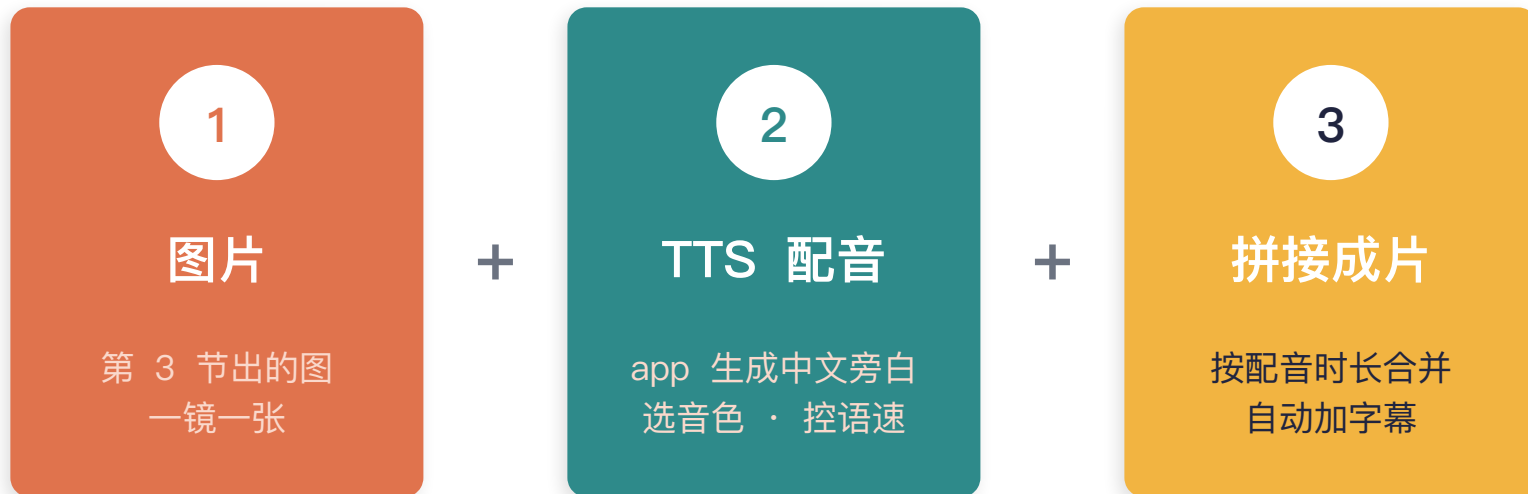 1
图片
第 3 节出的图
一镜一张
+
2
TTS 配音
app 生成中文旁白
选音色 · 控语速
+
3
拼接成片
按配音时长合并
自动加字幕